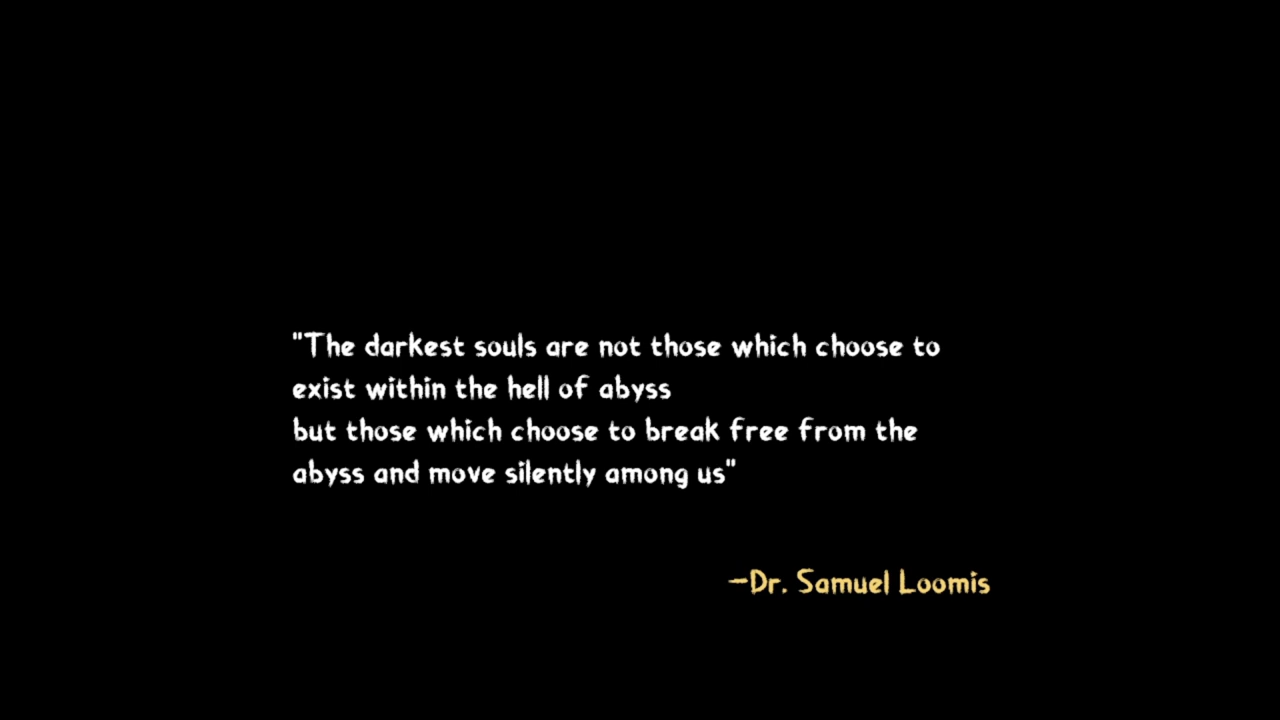 "The darkest souls are not those which choose to
exist within the hell of abyss
but those which choose to break free from the
abyss and move silently among us"
-Dr. Samuel Loomis